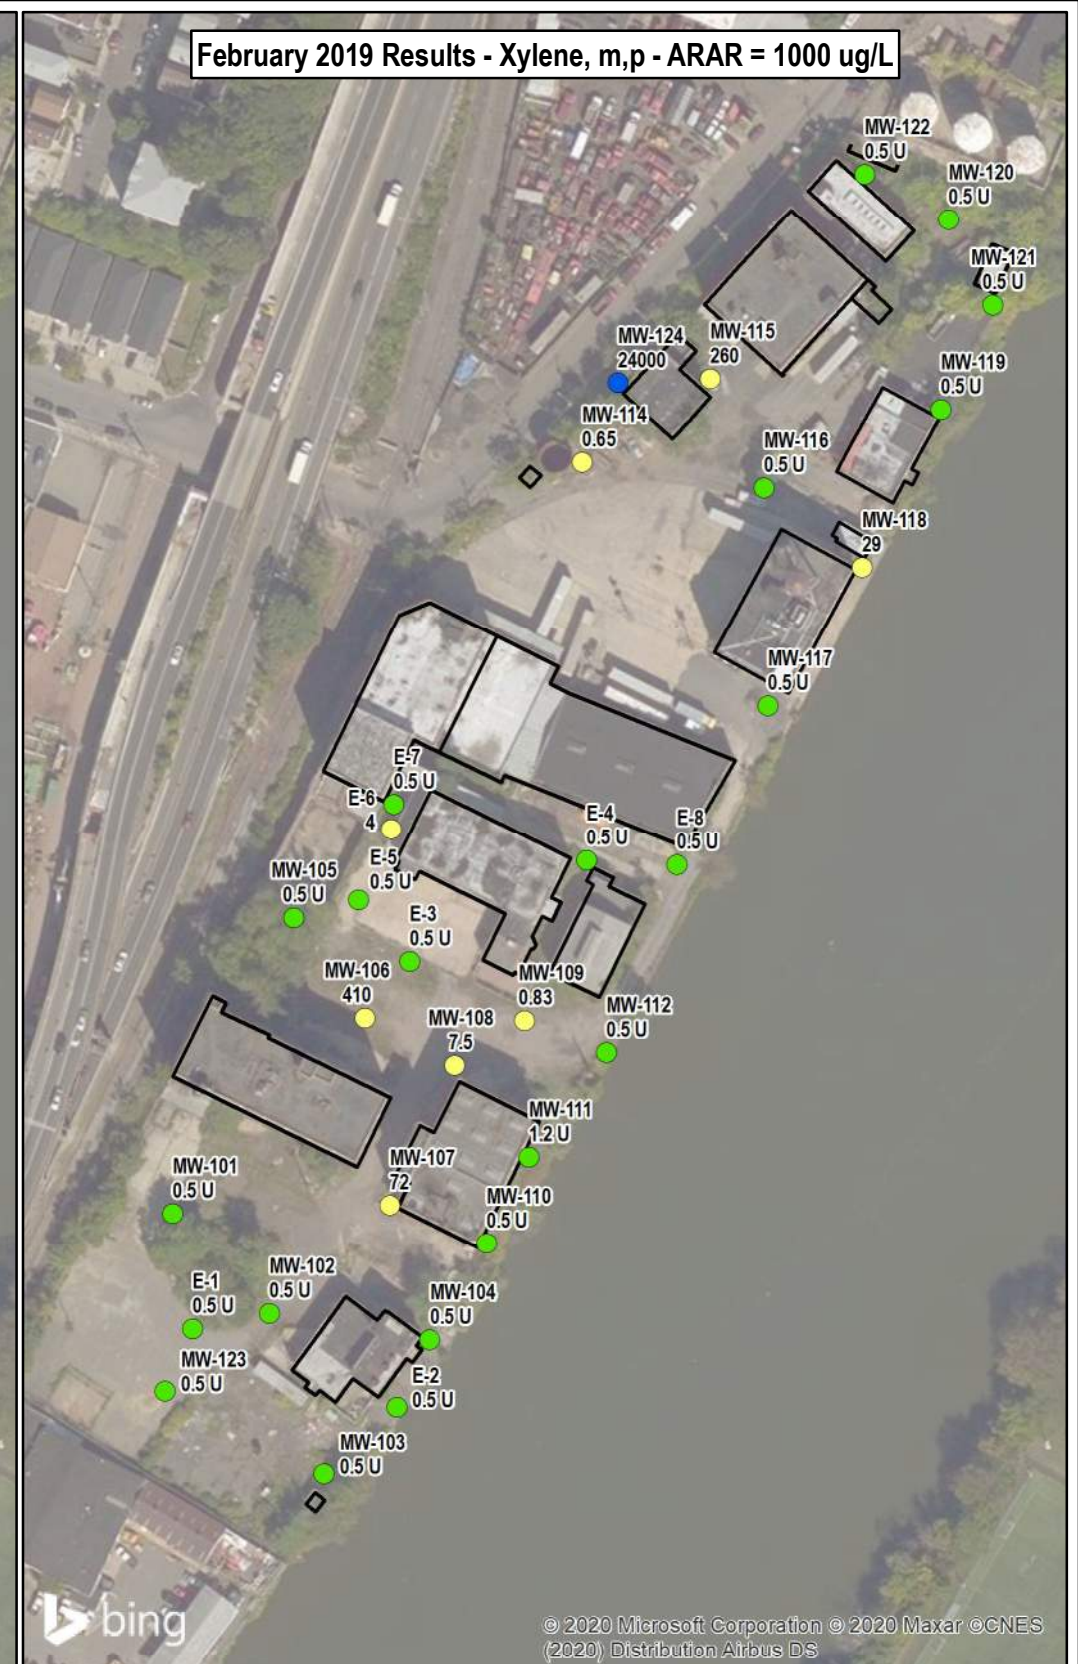 February 2019 Results - Xylene, m,p - ARAR = 1000 ug/L
MW-122
0.5 U
MW-120
0.5 U
MW-121
0.5 U
MW-124
24000
MW-115
260
MW-119
0.5 U
MW-114
0.65
MW-116
0.5 U
MW-118
29
MW-117
0.5 U
E-7
0.5 U
E-6
4
E-4
0.5 U
E-8
0.5 U
E-5
0.5 U
MW-105
0.5 U
E-3
0.5 U
MW-106
410
MW-109
0.83
MW-108
7.5
MW-112
0.5 U
MW-111
1.2 U
MW-107
72
MW-101
0.5 U
MW-110
0.5 U
MW-102
0.5 U
E-1
0.5 U
MW-104
0.5 U
MW-123
0.5 U
E-2
0.5 U
MW-103
0.5 U
bing
© 2020 Microsoft Corporation © 2020 Maxar ©CNES
(2020) Distribution Airbus DS